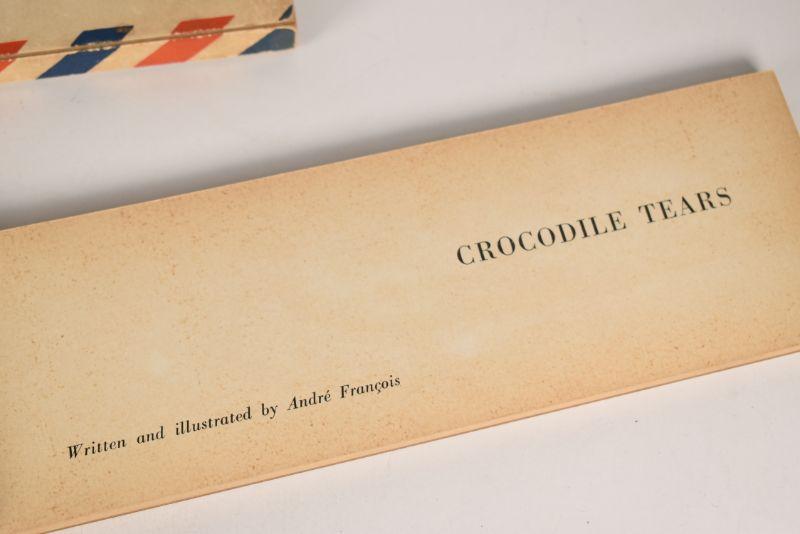 CROCODILE TEARS
Written and illustrated by André François